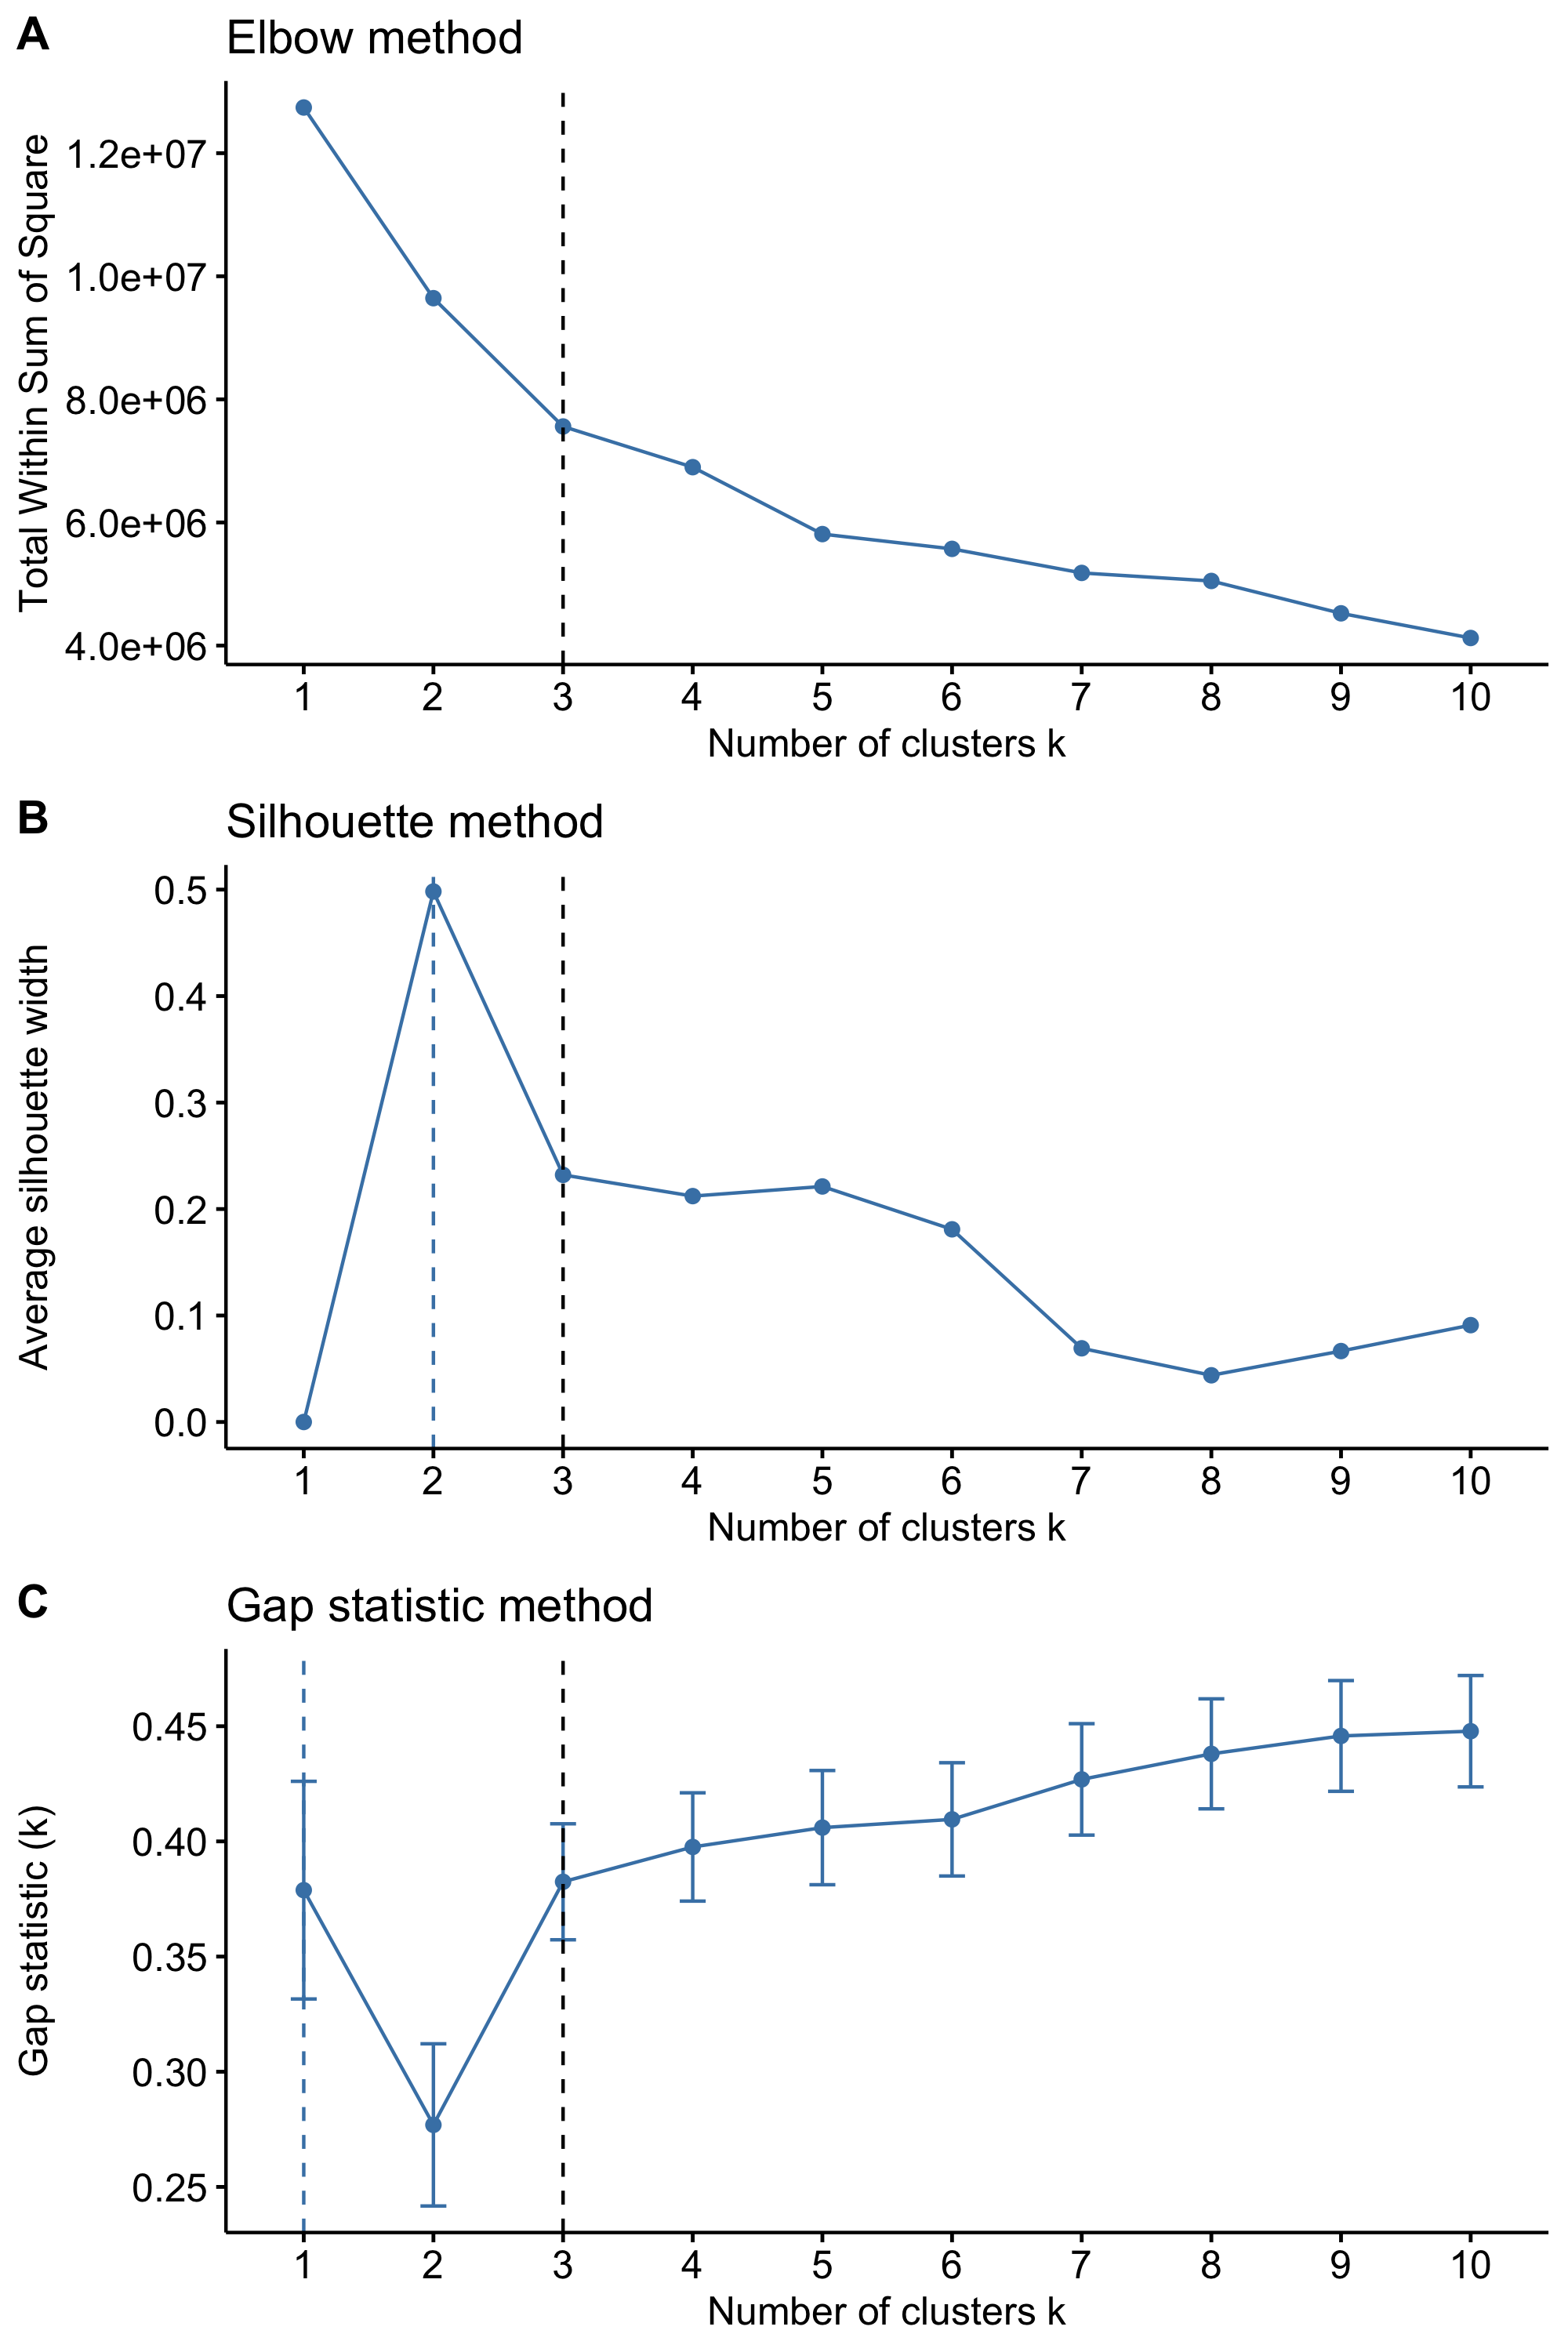 A Elbow method
Total Within Sum of Square
1.2e+07
1.0e+07
8.0e+06
6.0e+06
4.0e+06
1 2 3 4 5 6 7 8 9 10
Number of clusters k
B Silhouette method
Average silhouette width
0.5
0.4
0.3
0.2
0.1
0.0
1 2 3 4 5 6 7 8 9 10
Number of clusters k
C Gap statistic method
Gap statistic (k)
0.45
0.40
0.35
0.30
0.25
1 2 3 4 5 6 7 8 9 10
Number of clusters k